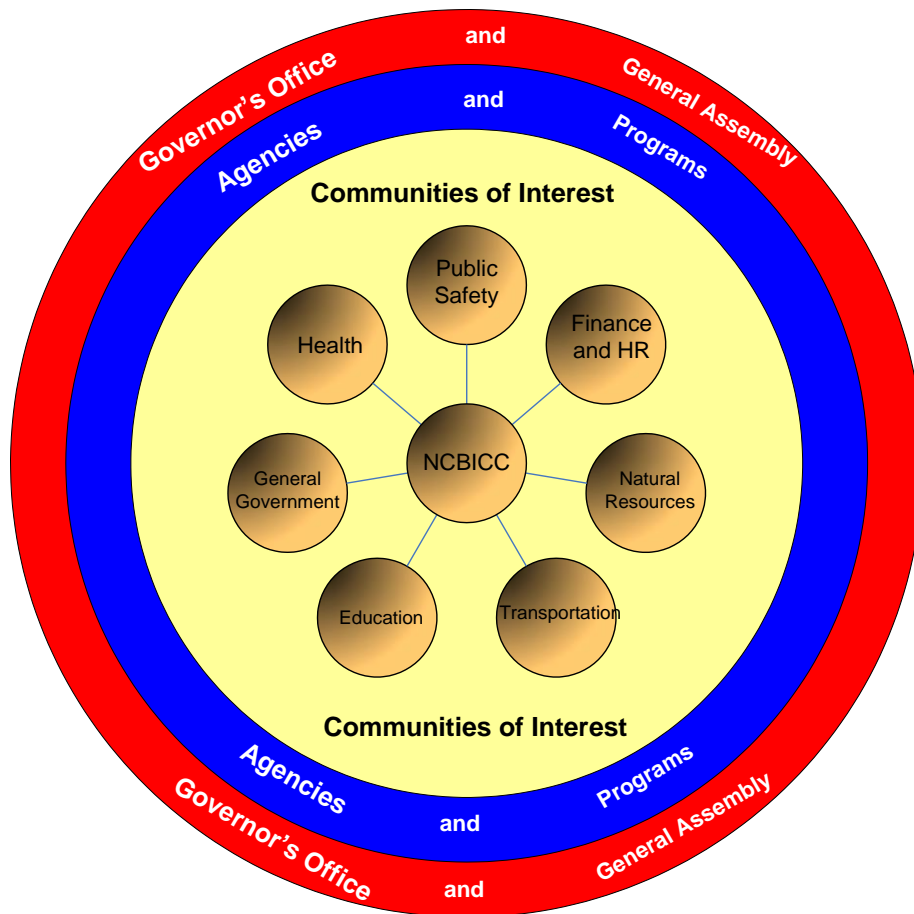 Governor's Office and General Assembly
Agencies and Programs
Communities of Interest
Public
Safety
Health
Finance
and HR
NCBICC
General
Government
Natural
Resources
Education
Transportation
Communities of Interest
Agencies and Programs
Governor's Office and General Assembly